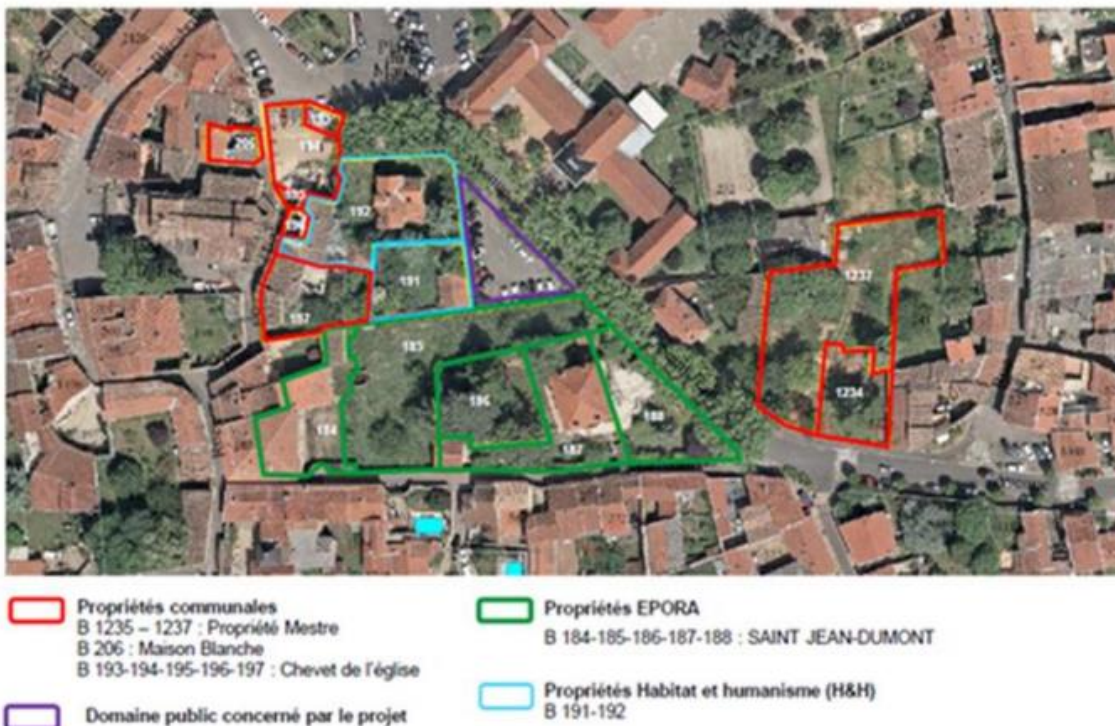 206
194
192
191
197
1237
185
186
1234
184
188
187
Propriétés communales
B 1235 – 1237 : Propriété Mestre
B 206 : Maison Blanche
B 193-194-195-196-197 : Chevet de l'église
Domaine public concerné par le projet
Propriétés EPORA
B 184-185-186-187-188 : SAINT JEAN-DUMONT
Propriétés Habitat et humanisme (H&H)
B 191-192